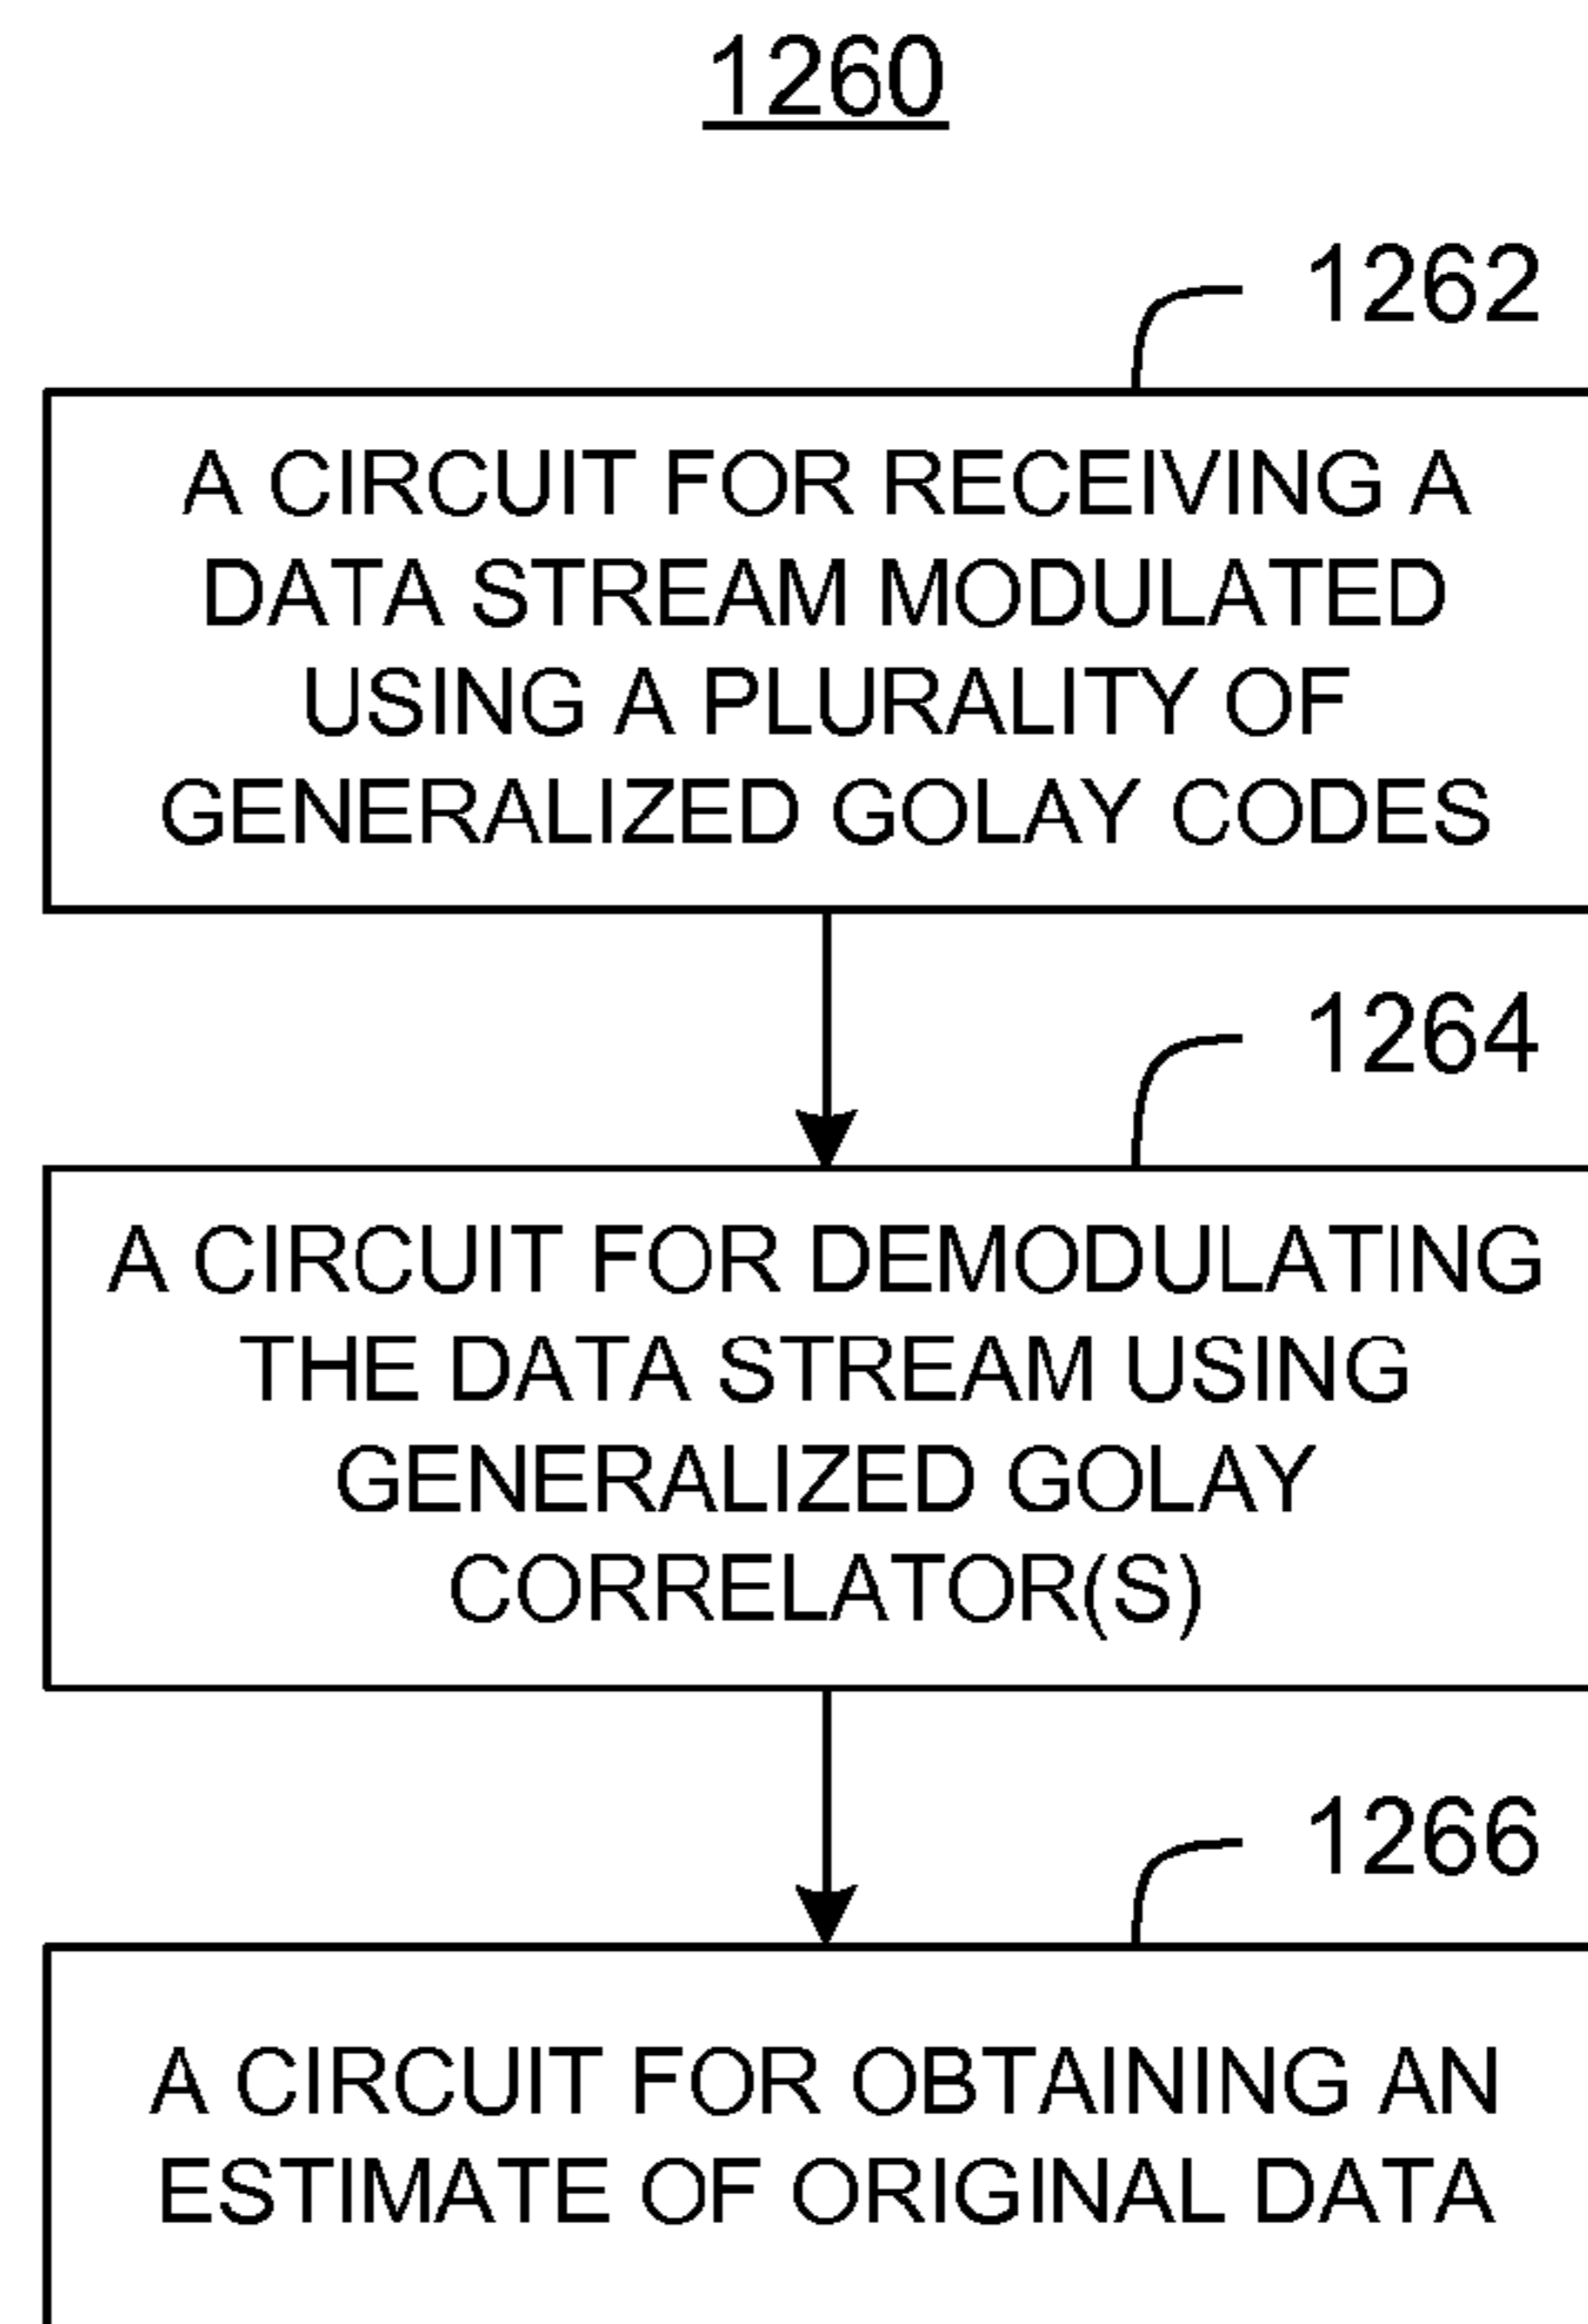 1260
1262
A CIRCUIT FOR RECEIVING A
DATA STREAM MODULATED
USING A PLURALITY OF
GENERALIZED GOLAY CODES
1264
A CIRCUIT FOR DEMODULATING
THE DATA STREAM USING
GENERALIZED GOLAY
CORRELATOR(S)
1266
A CIRCUIT FOR OBTAINING AN
ESTIMATE OF ORIGINAL DATA